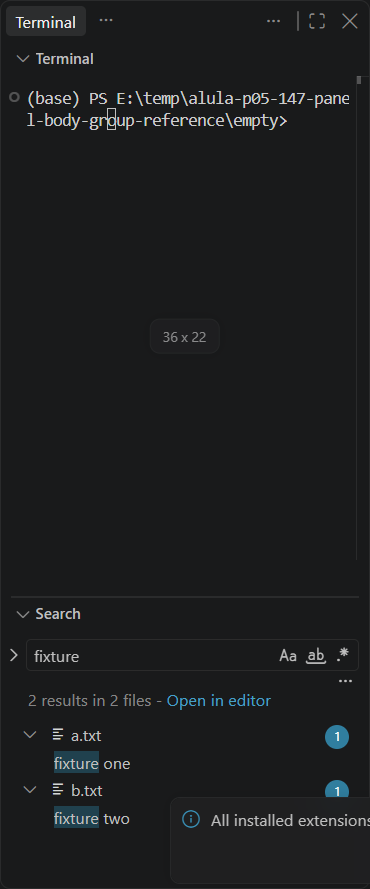 Terminal ··· ···
Terminal
(base) PS E:\temp\alula-p05-147-pane
l-body-group-reference\empty>
36 x 22
Search
fixture Aa ab .*
···
2 results in 2 files - Open in editor
a.txt 1
fixture one
b.txt 1
fixture two
All installed extensions